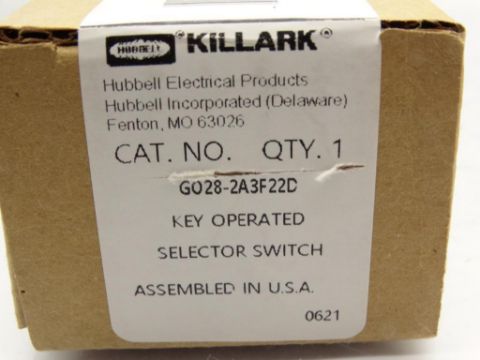 HUBBELL "KILLARK®
Hubbell Electrical Products
Hubbell Incorporated (Delaware)
Fenton, MO 63026
CAT. NO. QTY. 1
GO28-2A3F22D
KEY OPERATED
SELECTOR SWITCH
ASSEMBLED IN U.S.A.
0621